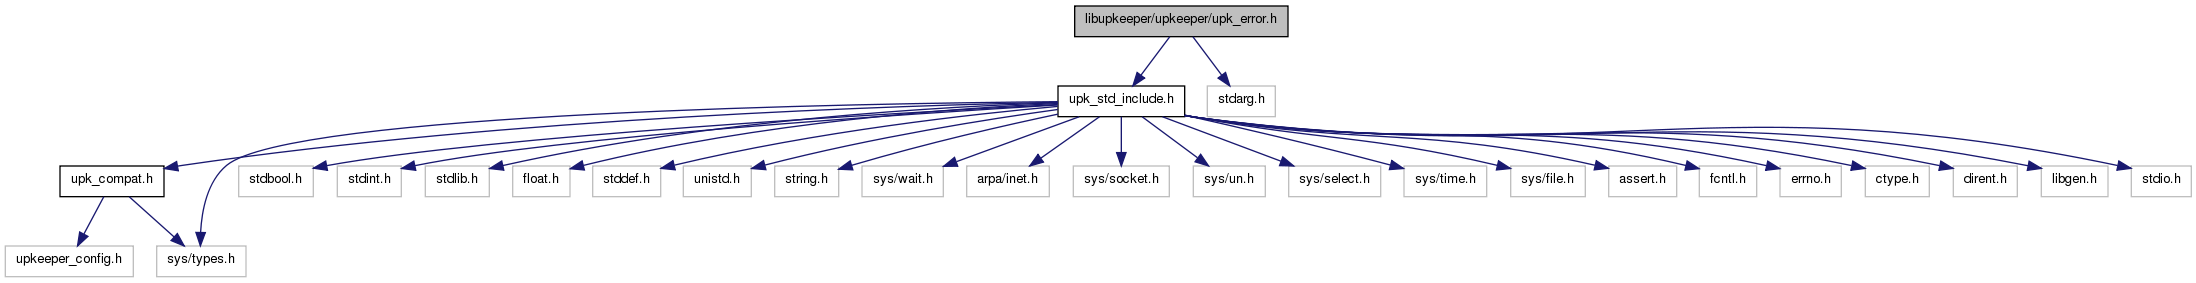 libupkeeper/upkeeper/upk_error.h
upk_std_include.h
stdarg.h
upk_compat.h
stdbool.h
stdint.h
stdlib.h
float.h
stddef.h
unistd.h
string.h
sys/wait.h
arpa/inet.h
sys/socket.h
sys/un.h
sys/select.h
sys/time.h
sys/file.h
assert.h
fcntl.h
errno.h
ctype.h
dirent.h
libgen.h
stdio.h
upkeeper_config.h
sys/types.h